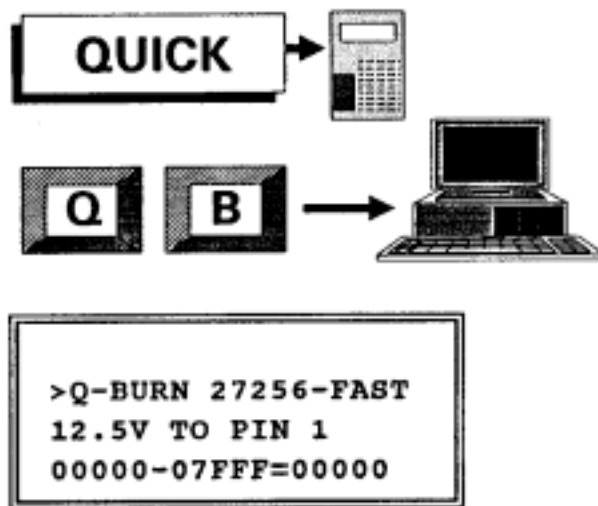 QUICK
Q B
>Q-BURN 27256-FAST
12.5V TO PIN 1
00000-07FFF=00000